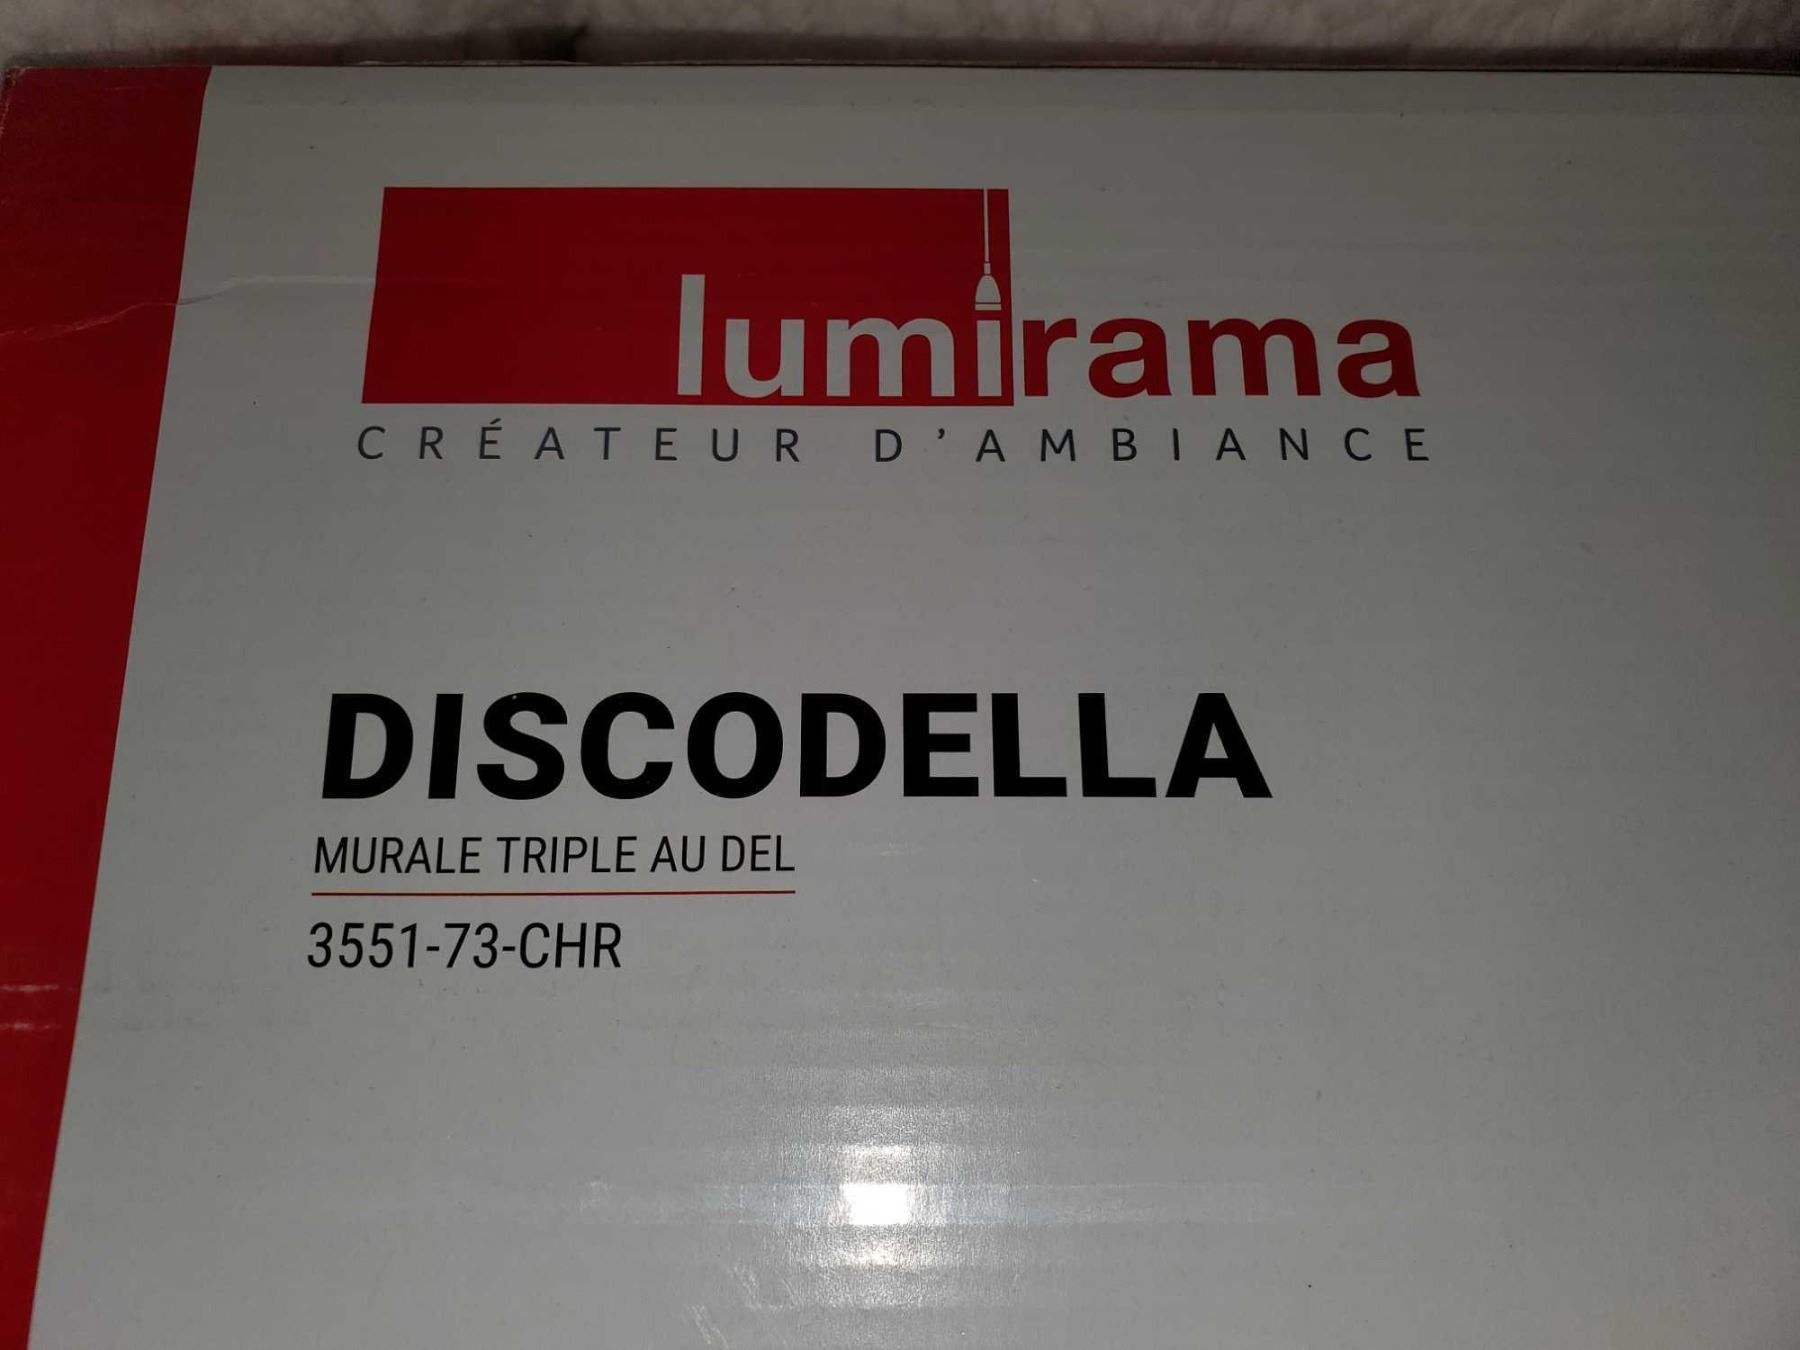 lumirama
CRÉATEUR D'AMBIANCE
DISCODELLA
MURALE TRIPLE AU DEL
3551-73-CHR